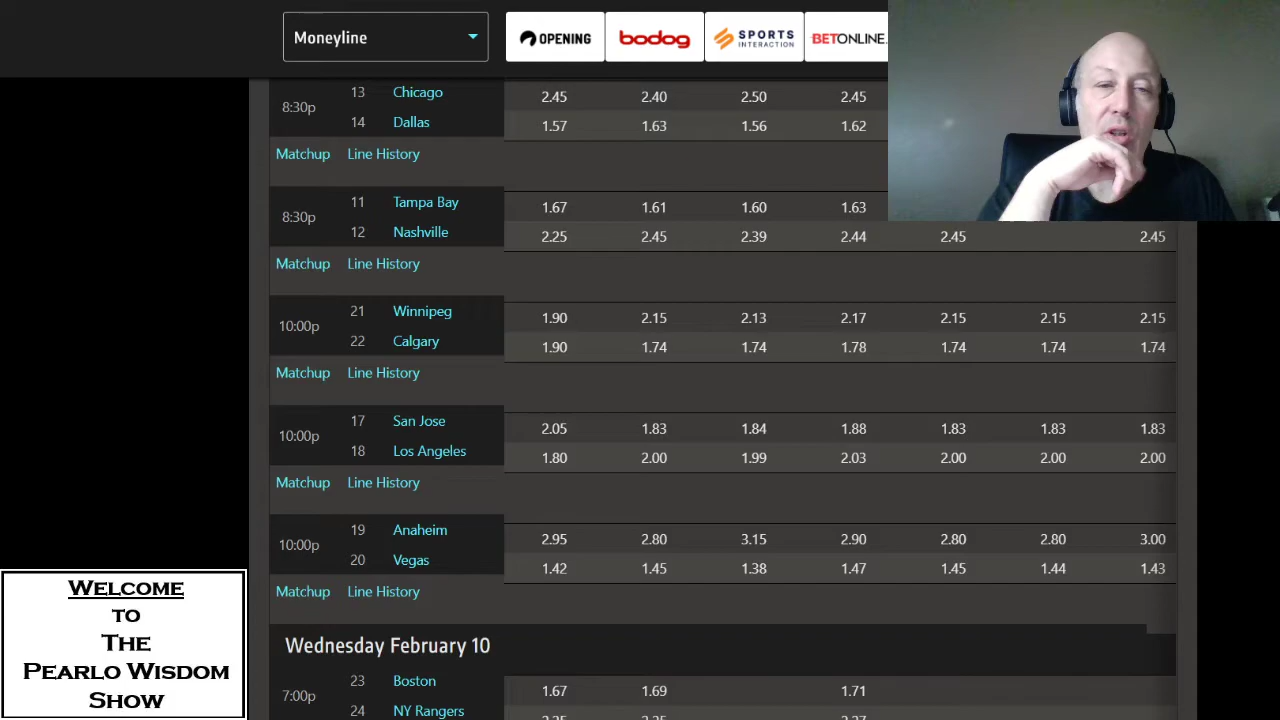 Moneyline
OPENING
bodog
SPORTS
INTERACTION
BETONLINE.
8:30p
13 Chicago 2.45 2.40 2.50 2.45
14 Dallas 1.57 1.63 1.56 1.62
Matchup Line History
8:30p
11 Tampa Bay 1.67 1.61 1.60 1.63
12 Nashville 2.25 2.45 2.39 2.44 2.45 2.45
Matchup Line History
10:00p
21 Winnipeg 1.90 2.15 2.13 2.17 2.15 2.15 2.15
22 Calgary 1.90 1.74 1.74 1.78 1.74 1.74 1.74
Matchup Line History
10:00p
17 San Jose 2.05 1.83 1.84 1.88 1.83 1.83 1.83
18 Los Angeles 1.80 2.00 1.99 2.03 2.00 2.00 2.00
Matchup Line History
10:00p
19 Anaheim 2.95 2.80 3.15 2.90 2.80 2.80 3.00
20 Vegas 1.42 1.45 1.38 1.47 1.45 1.44 1.43
Matchup Line History
Wednesday February 10
7:00p
23 Boston 1.67 1.69 1.71
24 NY Rangers
Welcome
to
The
Pearlo Wisdom
Show